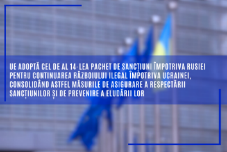 UE ADOPTĂ CEL DE AL 14-LEA PACHET DE SANCȚIUNI ÎMPOTRIVA RUSIEI
PENTRU CONTINUAREA RĂZBOIULUI ILEGAL ÎMPOTRIVA UCRAINEI,
CONSOLIDÂND ASTFEL MĂSURILE DE ASIGURARE A RESPECTĂRII
SANCȚIUNILOR ȘI DE PREVENIRE A ELUDĂRII LOR